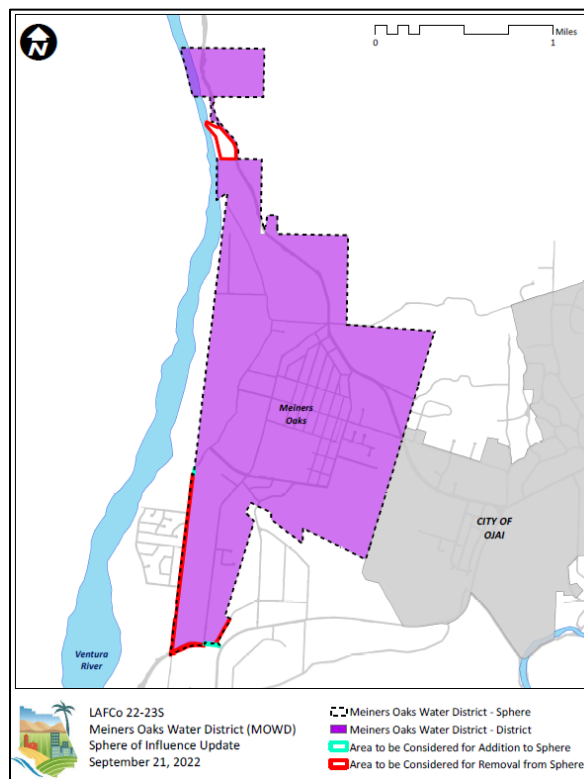 N
Miles
0
1
Meiners
Oaks
CITY OF
OJAI
Ventura
River
LAFCo 22-23S
Meiners Oaks Water District (MOWD)
Sphere of Influence Update
September 21, 2022
Meiners Oaks Water District - Sphere
Meiners Oaks Water District - District
Area to be Considered for Addition to Sphere
Area to be Considered for Removal from Sphere